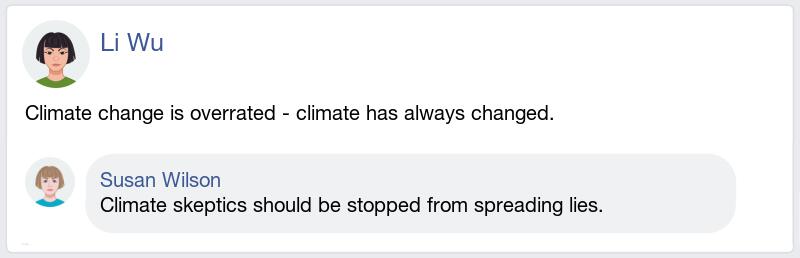 Li Wu
Climate change is overrated - climate has always changed.
Susan Wilson
Climate skeptics should be stopped from spreading lies.